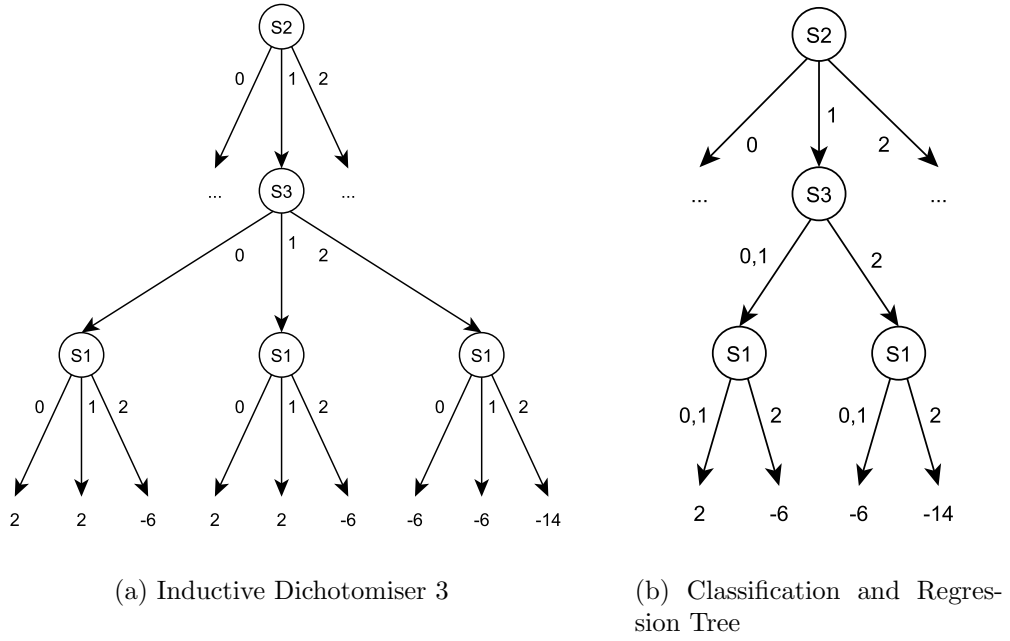 S2
0 1 2
... S3 ...
0 1 2
S1 S1 S1
0 1 2 0 1 2 0 1 2
2 2 -6 2 2 -6 -6 -6 -14
(a) Inductive Dichotomiser 3
S2
0 1 2
... S3 ...
0,1 2
S1 S1
0,1 2 0,1 2
2 -6 -6 -14
(b) Classification and Regres-
sion Tree